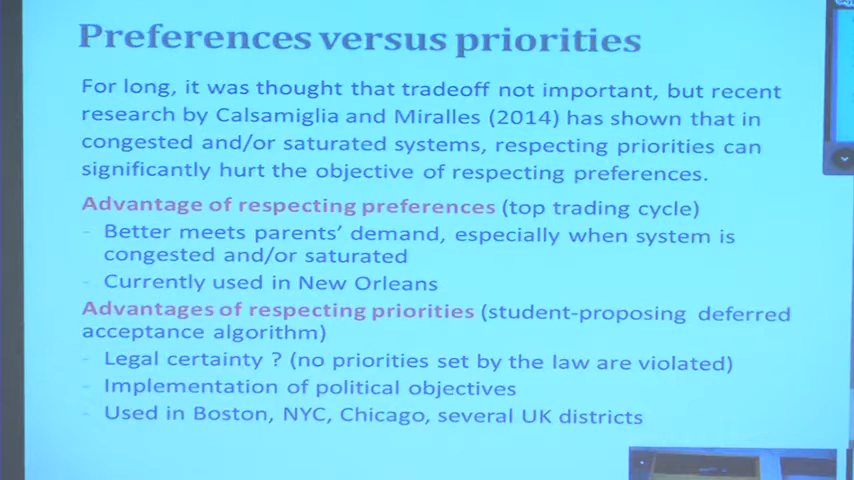 Preferences versus priorities
For long, it was thought that tradeoff not important, but recent
research by Calsamiglia and Miralles (2014) has shown that in
congested and/or saturated systems, respecting priorities can
significantly hurt the objective of respecting preferences.
Advantage of respecting preferences (top trading cycle)
- Better meets parents' demand, especially when system is
congested and/or saturated
- Currently used in New Orleans
Advantages of respecting priorities (student-proposing deferred
acceptance algorithm)
- Legal certainty ? (no priorities set by the law are violated)
- Implementation of political objectives
- Used in Boston, NYC, Chicago, several UK districts